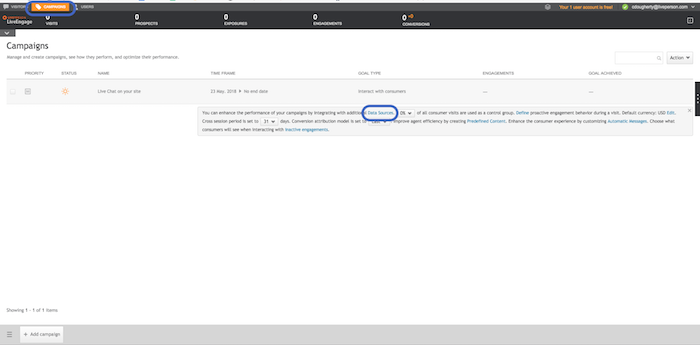 VISITOR CAMPAIGNS USERS Your 1 user account is free! odougherty@liveperson.com
LIVEPERSON LiveEngage
0 VISITS 0 PROSPECTS 0 EXPOSURES 0 ENGAGEMENTS 0 +0 CONVERSIONS
Campaigns
Manage and create campaigns, see how they perform, and optimize their performance.
Action
PRIORITY STATUS NAME TIME FRAME GOAL TYPE ENGAGEMENTS GOAL ACHIEVED
Live Chat on your site 23 May, 2018 > No end date Interact with consumers — —
You can enhance the performance of your campaigns by integrating with additional Data Sources. 0% of all consumer visits are used as a control group. Define proactive engagement behavior during a visit. Default currency: USD Edit.
Cross-session period is set to 31 days. Conversion attribution model is set to improve agent efficiency by creating Predefined Content. Enhance the consumer experience by customizing Automatic Messages. Choose what
consumers will see when interacting with Inactive engagements.
Showing 1 - 1 of 1 items
+ Add campaign